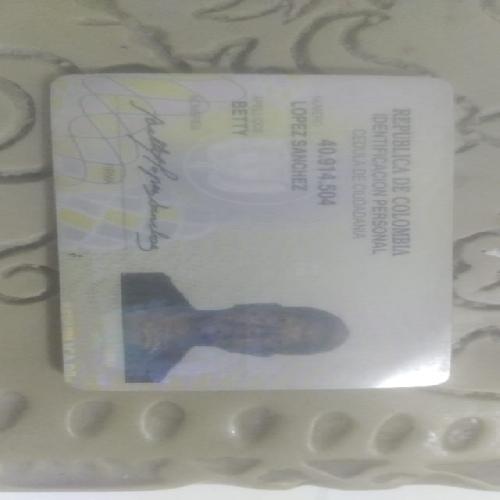 REPUBLICA DE COLOMBIA
IDENTIFICACION PERSONAL
CEDULA DE CIUDADANIA
NUMERO 40.914.504
LOPEZ SANCHEZ
APELLIDOS
BETTY
NOMBRES
FIRMA